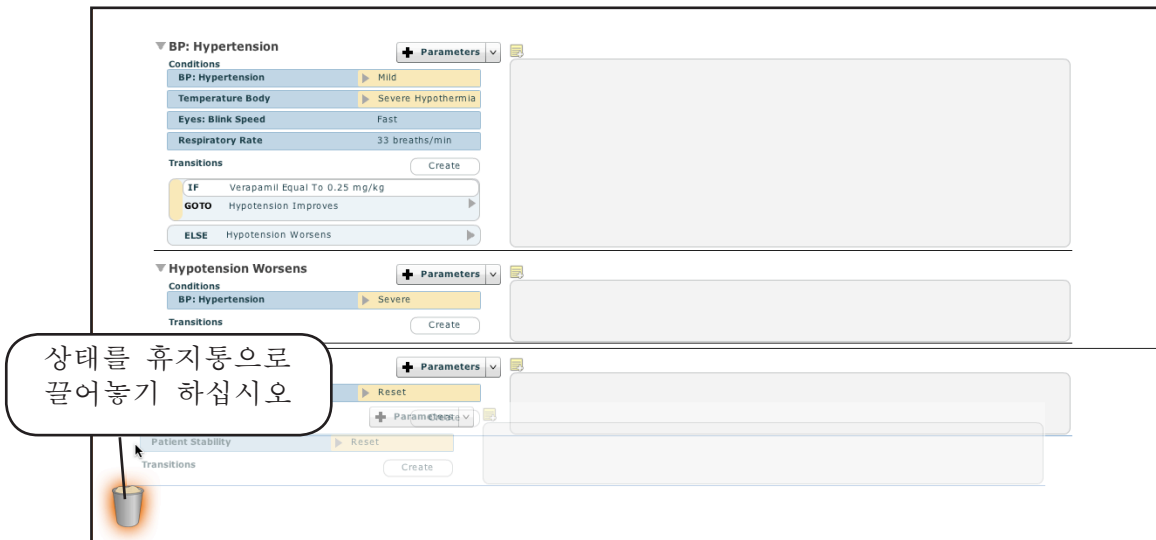 BP: Hypertension
Parameters
Conditions
BP: Hypertension Mild
Temperature Body Severe Hypothermia
Eyes: Blink Speed Fast
Respiratory Rate 33 breaths/min
Transitions Create
IF Verapamil Equal To 0.25 mg/kg
GOTO Hypotension Improves
ELSE Hypotension Worsens
Hypotension Worsens
Parameters
Conditions
BP: Hypertension Severe
Transitions Create
상태를 휴지통으로
끌어놓기 하십시오
Parameters
Reset
Parameters
Create
Patient Stability Reset
Transitions Create